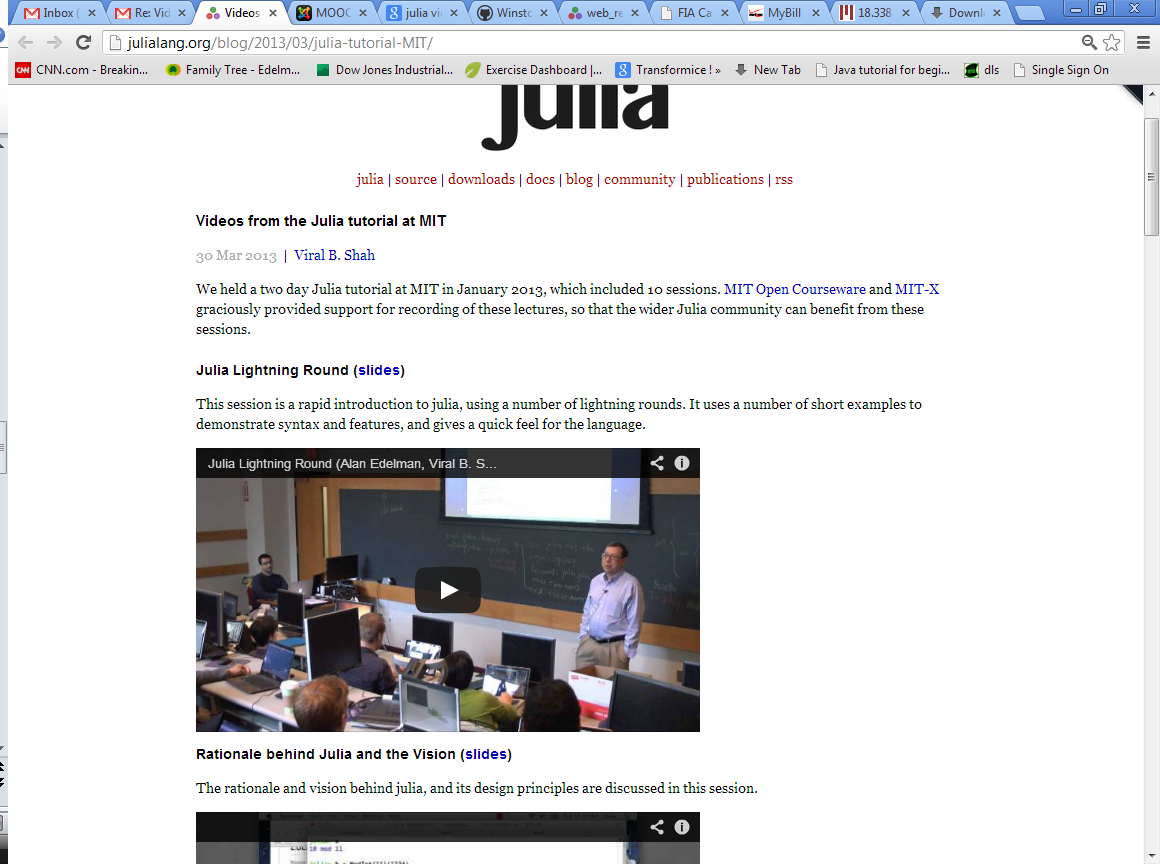 Inbox (
Re: Vid
Videos
MOOC
julia vi
Winsto
web_re
FIA Ca
MyBill
18.338
Downl
julialang.org/blog/2013/03/julia-tutorial-MIT/
CNN CNN.com - Breakin...
Family Tree - Edelm...
Dow Jones Industrial...
Exercise Dashboard |...
Transformice ! »
New Tab
Java tutorial for begi...
dls
Single Sign On
julia
julia | source | downloads | docs | blog | community | publications | rss
Videos from the Julia tutorial at MIT
30 Mar 2013 | Viral B. Shah
We held a two day Julia tutorial at MIT in January 2013, which included 10 sessions. MIT Open Courseware and MIT-X
graciously provided support for recording of these lectures, so that the wider Julia community can benefit from these
sessions.
Julia Lightning Round (slides)
This session is a rapid introduction to julia, using a number of lightning rounds. It uses a number of short examples to
demonstrate syntax and features, and gives a quick feel for the language.
Julia Lightning Round (Alan Edelman, Viral B. S...
Rationale behind Julia and the Vision (slides)
The rationale and vision behind julia, and its design principles are discussed in this session.